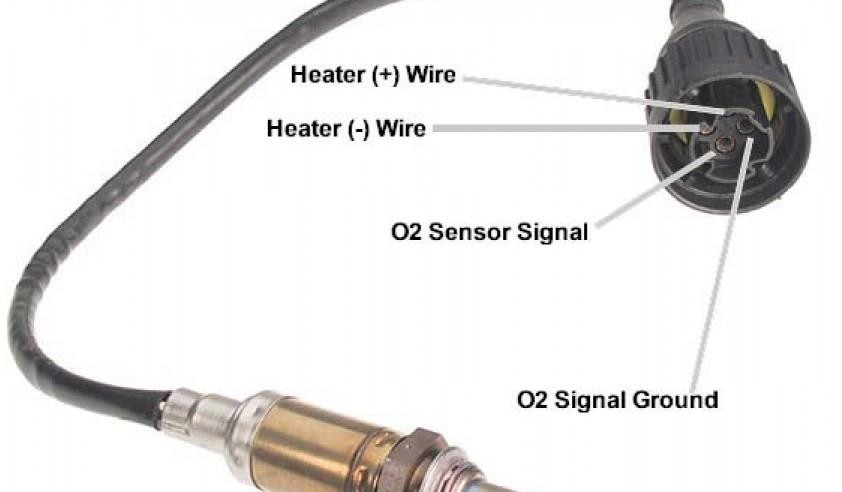 Heater (+) Wire
Heater (-) Wire
O2 Sensor Signal
O2 Signal Ground